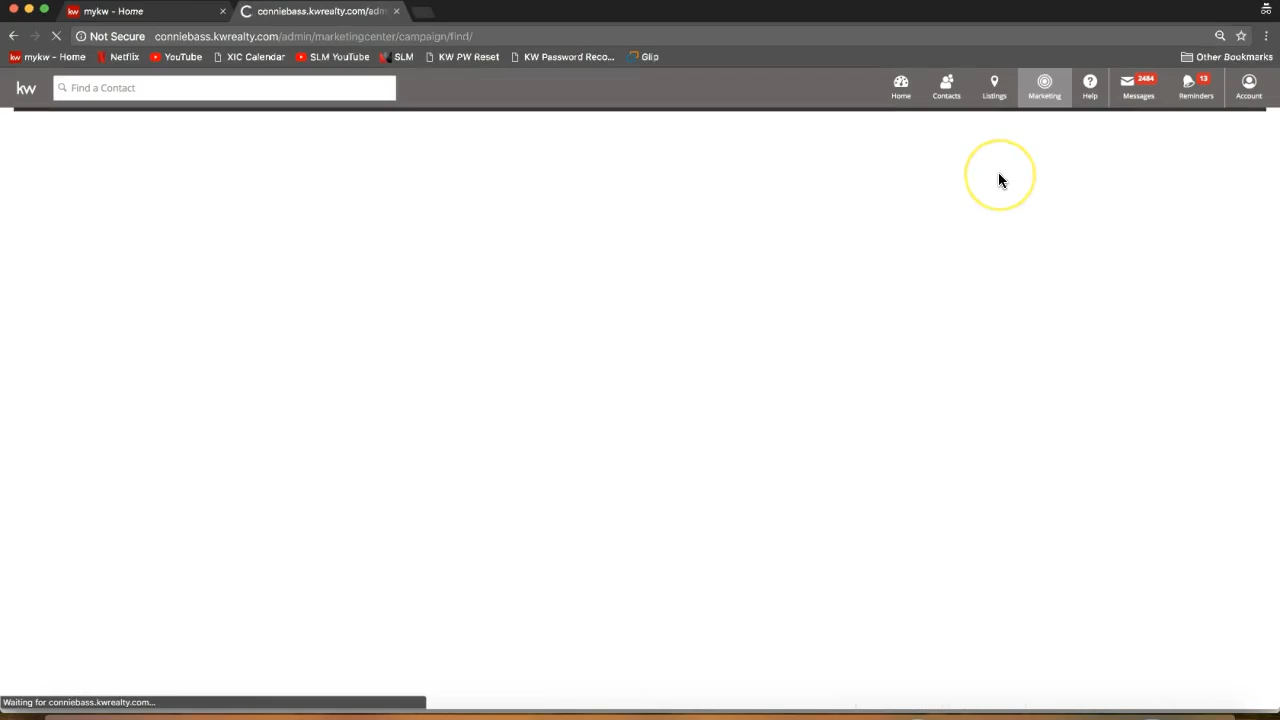 mykw - Home
conniebass.kwrealty.com/adm
Not Secure conniebass.kwrealty.com/admin/marketingcenter/campaign/find/
kw mykw - Home Netflix YouTube XIC Calendar SLM YouTube SLM KW PW Reset KW Password Reco... Glip Other Bookmarks
kw Find a Contact Home Contacts Listings Marketing Help 2484 Messages 13 Reminders Account
Waiting for conniebass.kwrealty.com...